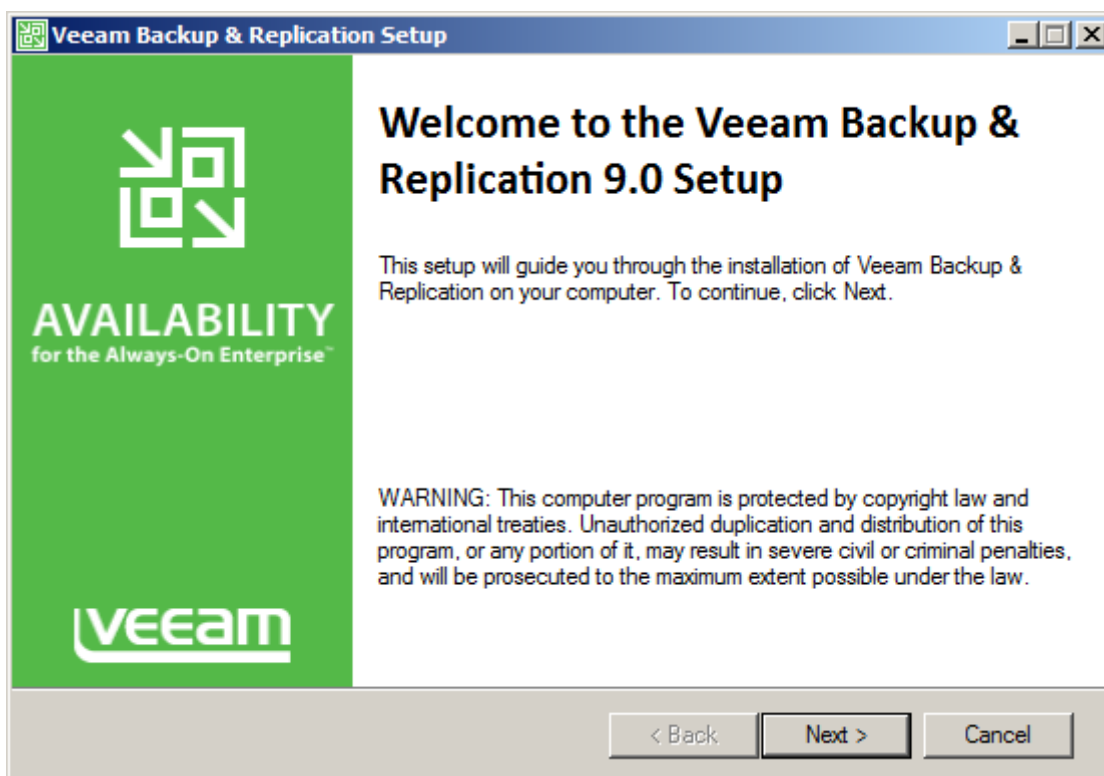 Veeam Backup & Replication Setup
AVAILABILITY
for the Always-On Enterprise™
veeam
Welcome to the Veeam Backup &
Replication 9.0 Setup
This setup will guide you through the installation of Veeam Backup &
Replication on your computer. To continue, click Next.
WARNING: This computer program is protected by copyright law and
international treaties. Unauthorized duplication and distribution of this
program, or any portion of it, may result in severe civil or criminal penalties,
and will be prosecuted to the maximum extent possible under the law.
< Back
Next >
Cancel